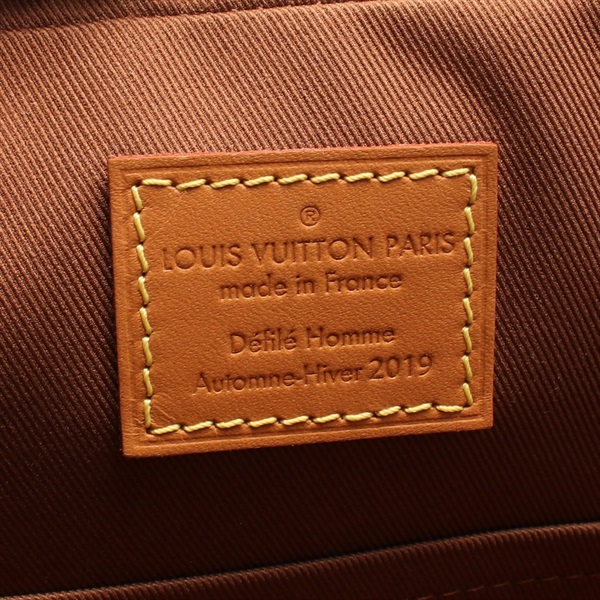 ®
LOUIS VUITTON PARIS
made in France
Défilé Homme
Automne-Hiver 2019